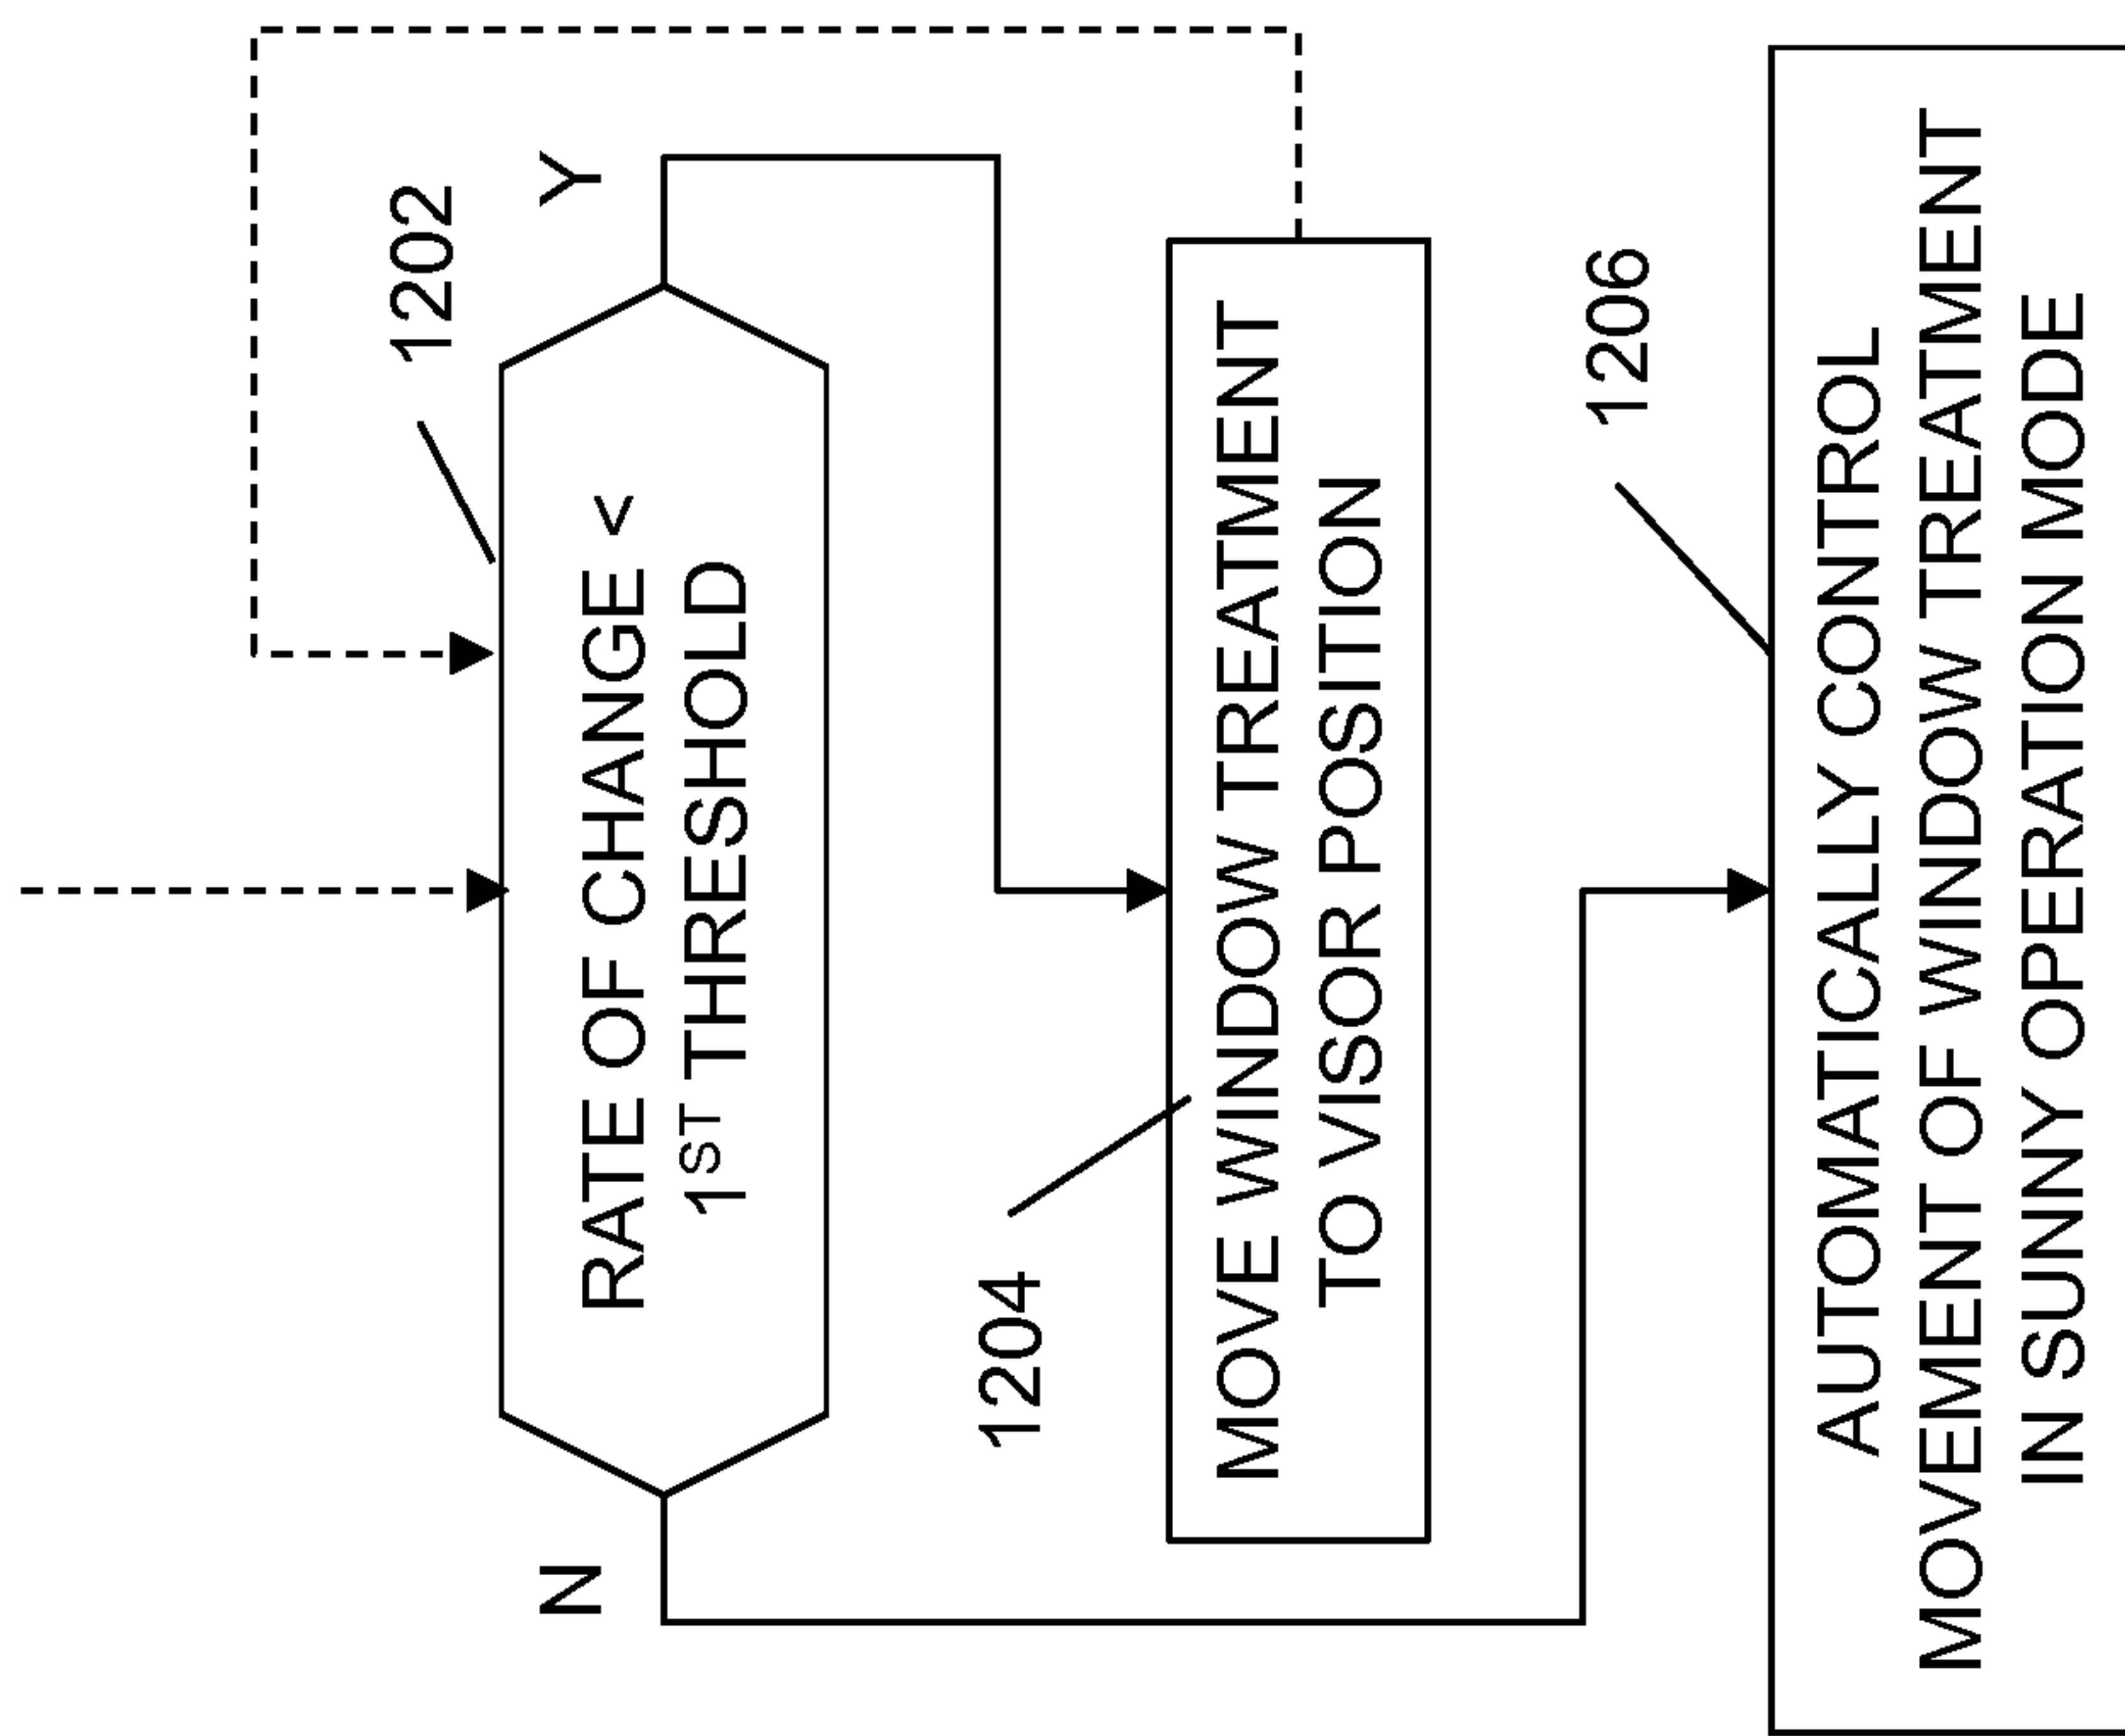 1202
N
Y
RATE OF CHANGE <
1ST THRESHOLD
1204
MOVE WINDOW TREATMENT
TO VISOR POSITION
1206
AUTOMATICALLY CONTROL
MOVEMENT OF WINDOW TREATMENT
IN SUNNY OPERATION MODE